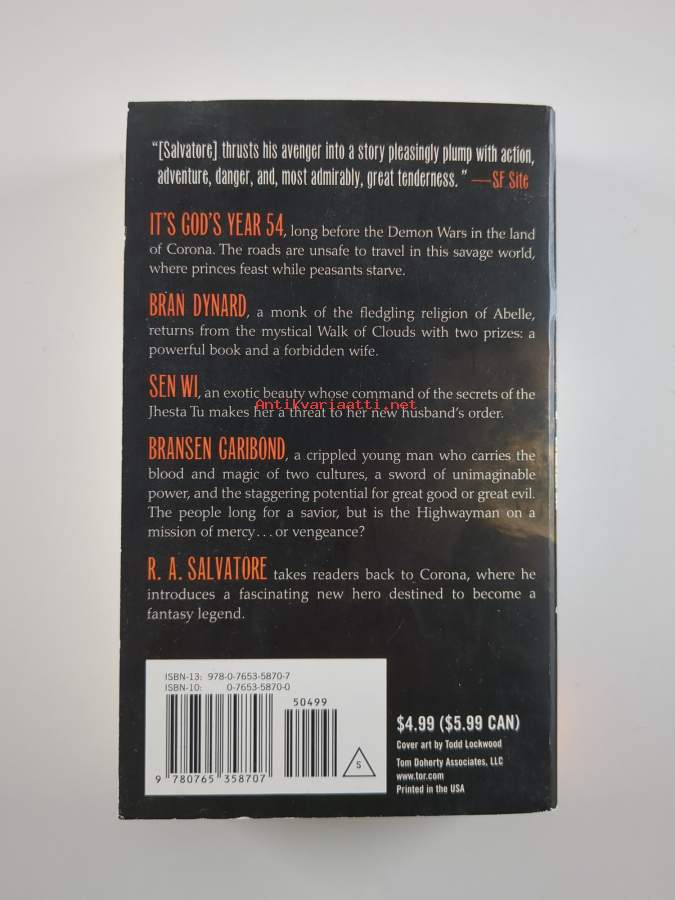 “[Salvatore] thrusts his avenger into a story pleasingly plump with action,
adventure, danger, and, most admirably, great tenderness.” —SF Site
IT'S GOD'S YEAR 54, long before the Demon Wars in the land
of Corona. The roads are unsafe to travel in this savage world,
where princes feast while peasants starve.
BRAN DYNARD, a monk of the fledgling religion of Abelle,
returns from the mystical Walk of Clouds with two prizes: a
powerful book and a forbidden wife.
SEN WI, an exotic beauty whose command of the secrets of the
Antikvariaatti.net
Jhesta Tu makes her a threat to her new husband's order.
BRANSEN GARIBOND, a crippled young man who carries the
blood and magic of two cultures, a sword of unimaginable
power, and the staggering potential for great good or great evil.
The people long for a savior, but is the Highwayman on a
mission of mercy...or vengeance?
R. A. SALVATORE takes readers back to Corona, where he
introduces a fascinating new hero destined to become a
fantasy legend.
ISBN-13: 978-0-7653-5870-7
ISBN-10: 0-7653-5870-0
50499
9 780765 358707
S
$4.99 ($5.99 CAN)
Cover art by Todd Lockwood
Tom Doherty Associates, LLC
www.tor.com
Printed in the USA